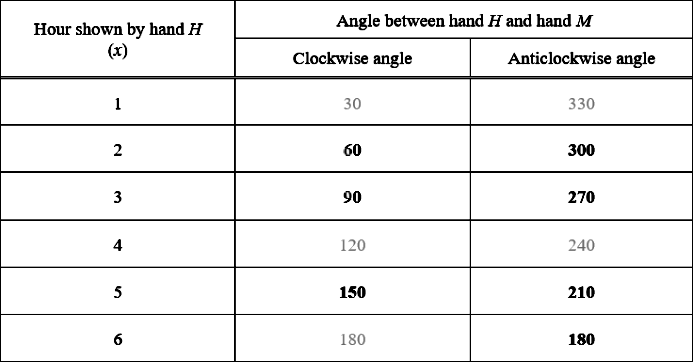 Hour shown by hand H
(x)
Angle between hand H and hand M
Clockwise angle
Anticlockwise angle
1 30 330
2 60 300
3 90 270
4 120 240
5 150 210
6 180 180